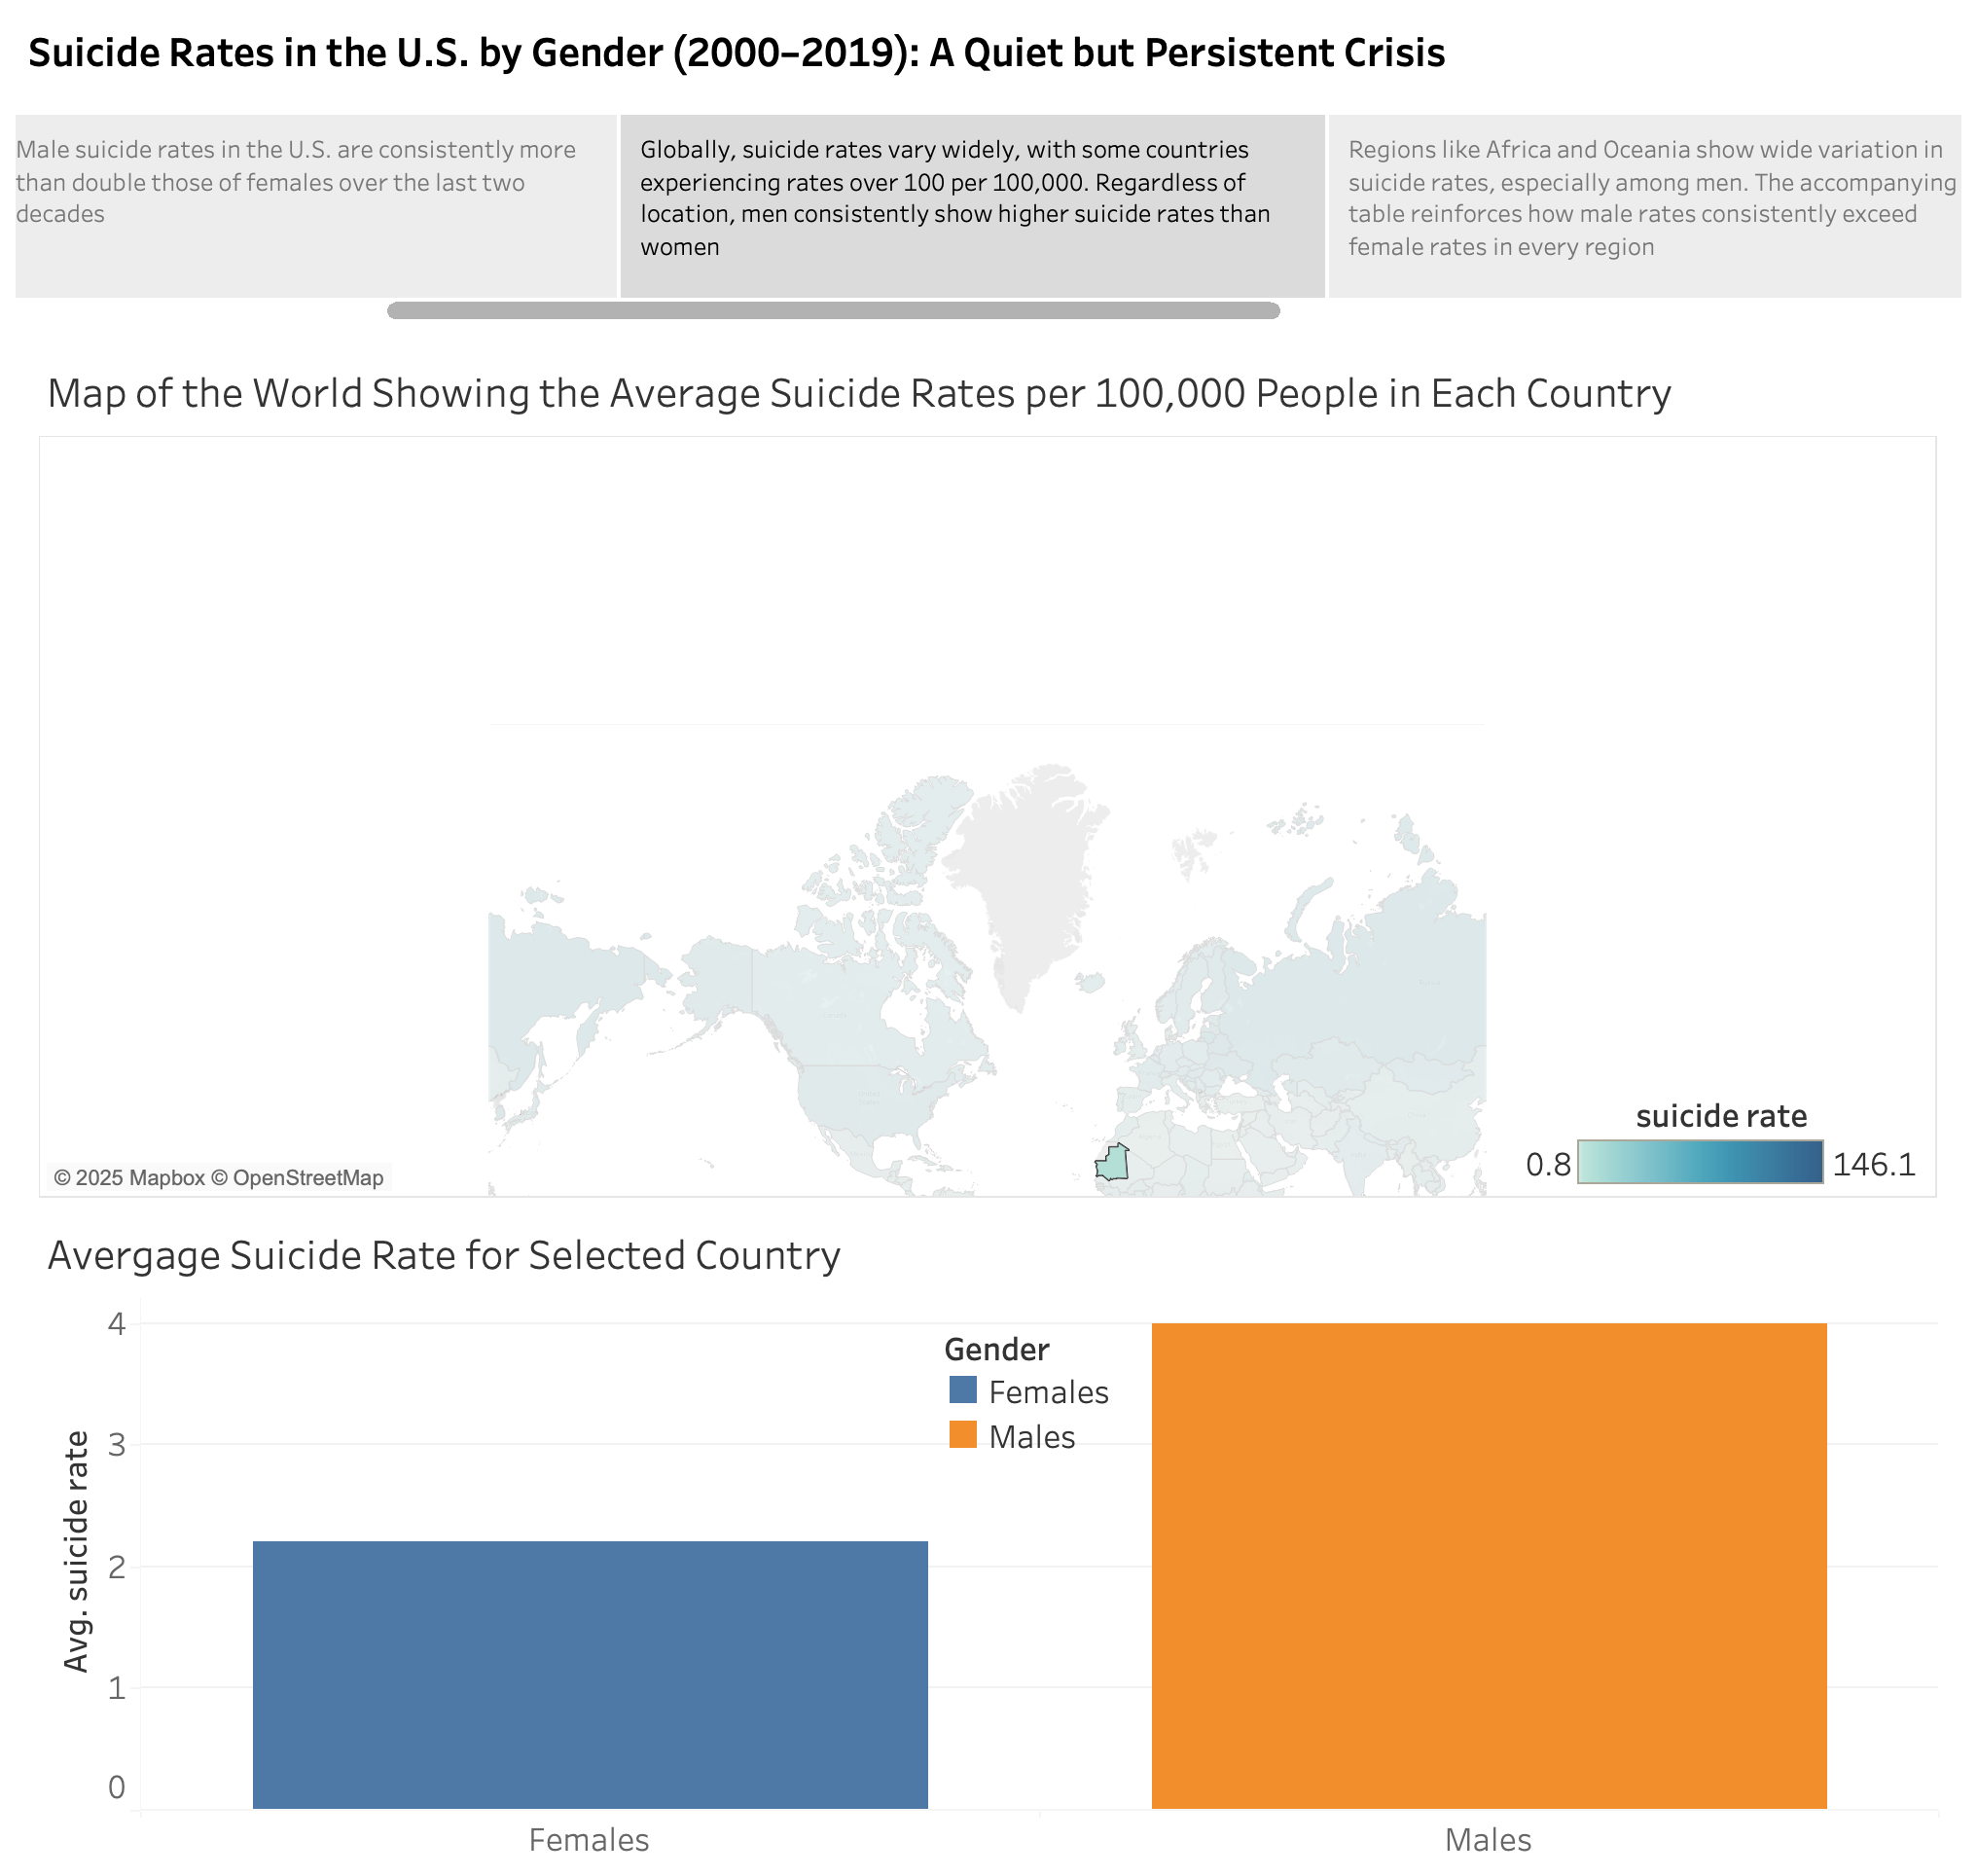 Suicide Rates in the U.S. by Gender (2000–2019): A Quiet but Persistent Crisis
Male suicide rates in the U.S. are consistently more
than double those of females over the last two
decades
Globally, suicide rates vary widely, with some countries
experiencing rates over 100 per 100,000. Regardless of
location, men consistently show higher suicide rates than
women
Regions like Africa and Oceania show wide variation in
suicide rates, especially among men. The accompanying
table reinforces how male rates consistently exceed
female rates in every region
Map of the World Showing the Average Suicide Rates per 100,000 People in Each Country
suicide rate
0.8 146.1
© 2025 Mapbox © OpenStreetMap
Avergage Suicide Rate for Selected Country
Gender
Females
Males
Avg. suicide rate
4
3
2
1
0
Females
Males